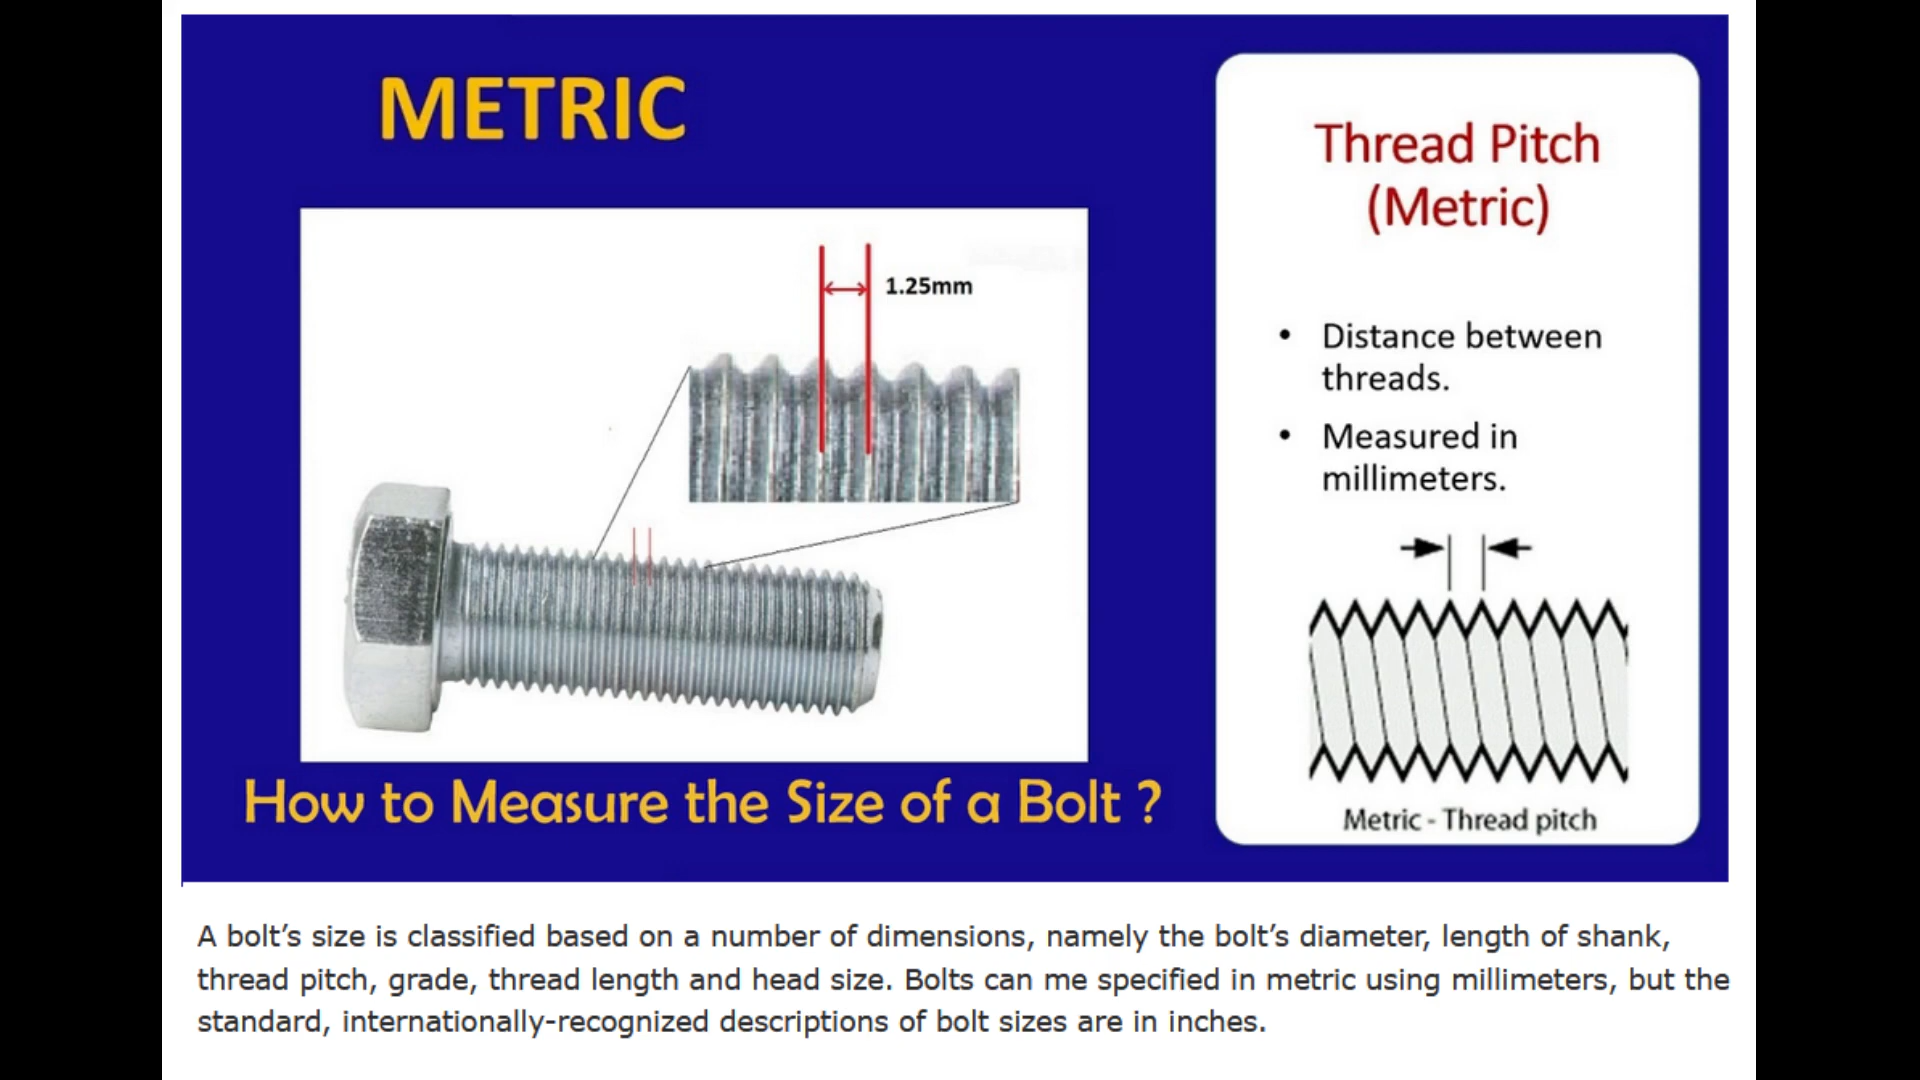 METRIC
1.25mm
How to Measure the Size of a Bolt ?
Thread Pitch
(Metric)
• Distance between
threads.
• Measured in
millimeters.
Metric - Thread pitch
A bolt’s size is classified based on a number of dimensions, namely the bolt’s diameter, length of shank,
thread pitch, grade, thread length and head size. Bolts can me specified in metric using millimeters, but the
standard, internationally-recognized descriptions of bolt sizes are in inches.